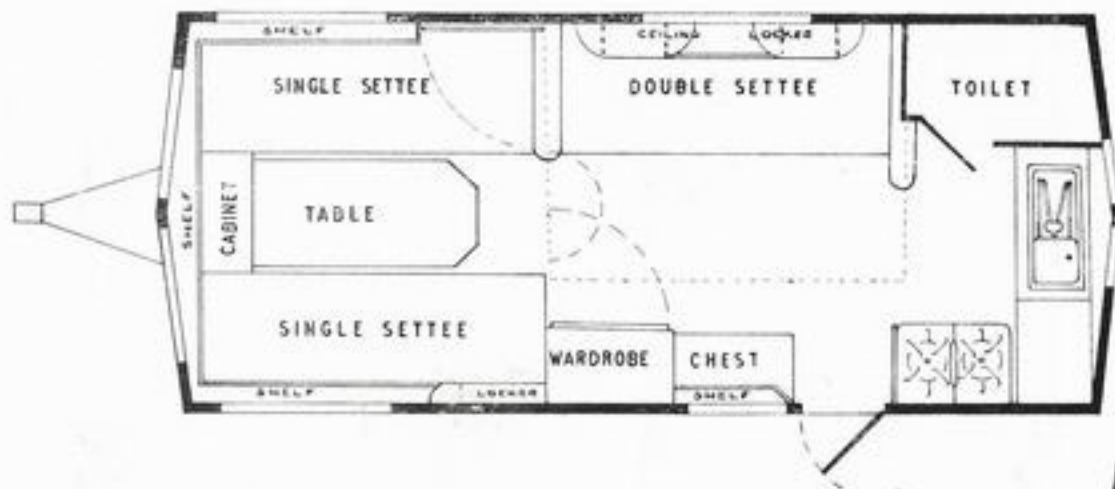 SHELF
CEILING LOCKER
SINGLE SETTEE
DOUBLE SETTEE
TOILET
SHELF
CABINET
TABLE
SINGLE SETTEE
WARDROBE
CHEST
SHELF
LOCKER
SHELF